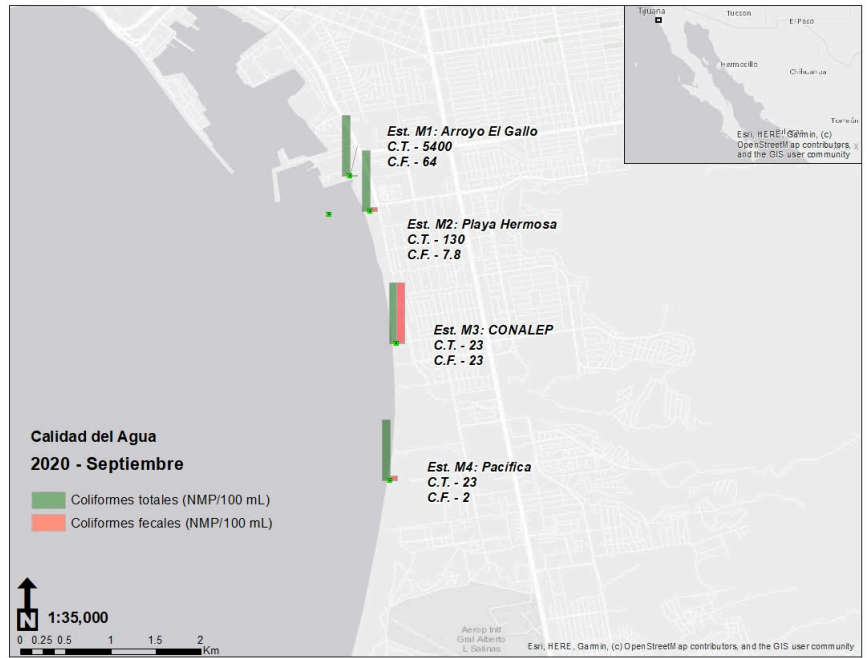 Tijuana
Tucson
El Paso
Hermosillo
Chihuahua
Torreón
Esri, HERE, Garmin, (c)
OpenStreetMap contributors,
and the GIS user community
Est. M1: Arroyo El Gallo
C.T. - 5400
C.F. - 64
Est. M2: Playa Hermosa
C.T. - 130
C.F. - 7.8
Est. M3: CONALEP
C.T. - 23
C.F. - 23
Est. M4: Pacífica
C.T. - 23
C.F. - 2
Calidad del Agua
2020 - Septiembre
Coliformes totales (NMP/100 mL)
Coliformes fecales (NMP/100 mL)
N
1:35,000
0 0.25 0.5 1 1.5 2
Km
Aerop Intl
Gral Alberto
L Salinas
Esri, HERE, Garmin, (c) OpenStreetMap contributors, and the GIS user community